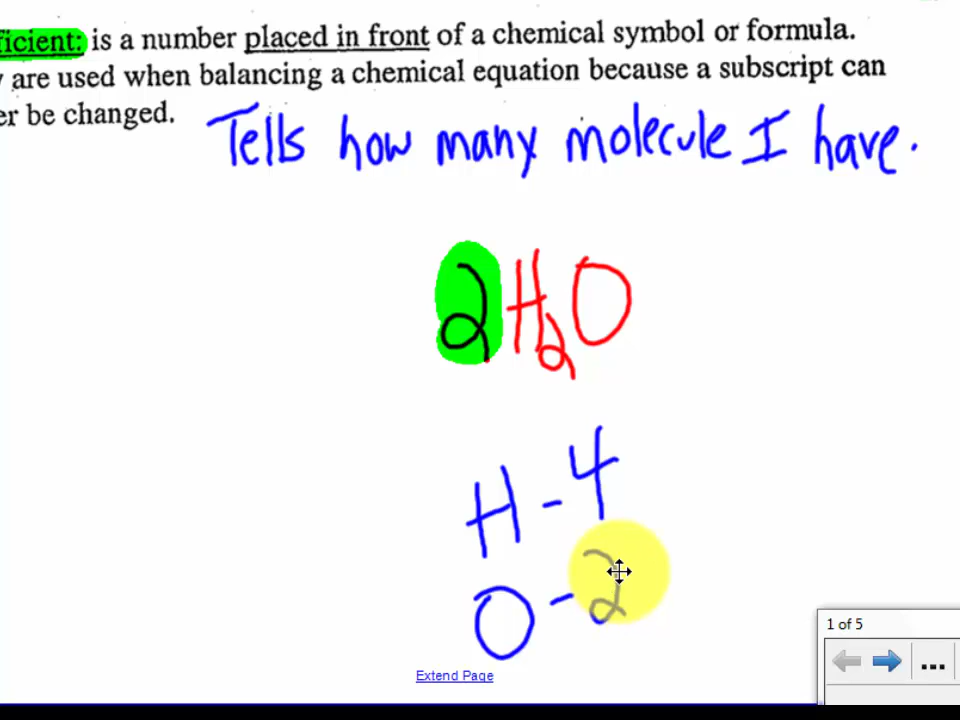 ficient: is a number placed in front of a chemical symbol or formula.
y are used when balancing a chemical equation because a subscript can
er be changed.
Tells how many molecule I have.
2H₂O
H - 4
O - 2
1 of 5
...
Extend Page